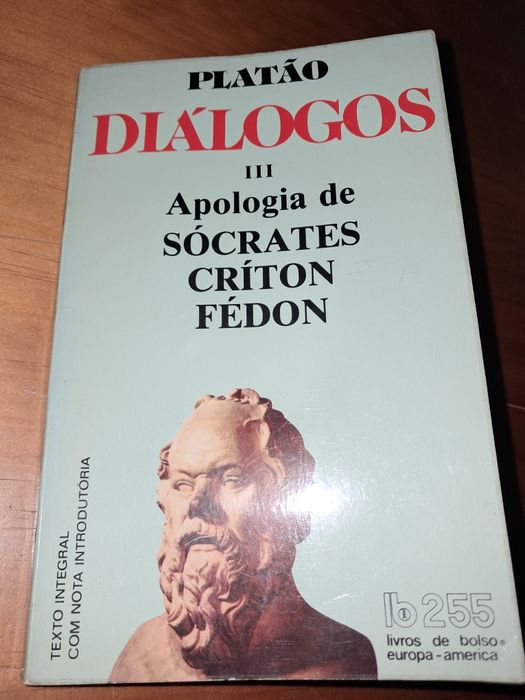 PLATÃO
DIÁLOGOS
III
Apologia de
SÓCRATES
CRÍTON
FÉDON
TEXTO INTEGRAL
COM NOTA INTRODUTÓRIA
lb 255
livros de bolso
europa-america